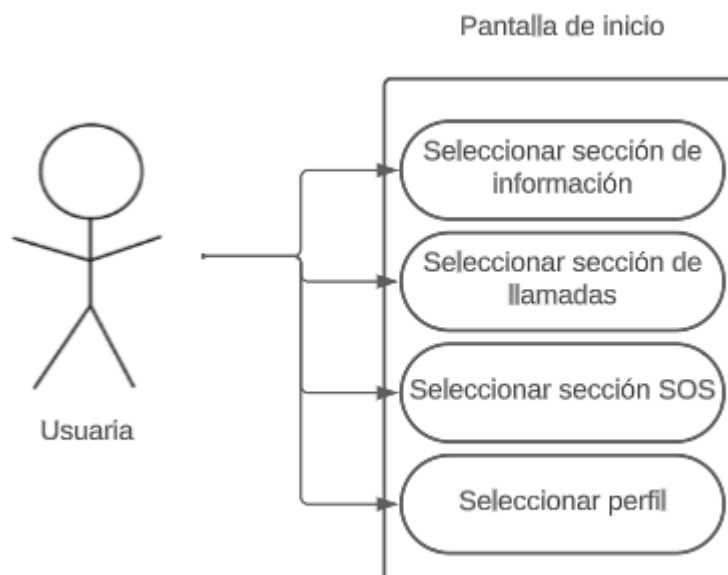 Pantalla de inicio
Seleccionar sección de
información
Seleccionar sección de
llamadas
Seleccionar sección SOS
Seleccionar perfil
Usuaria